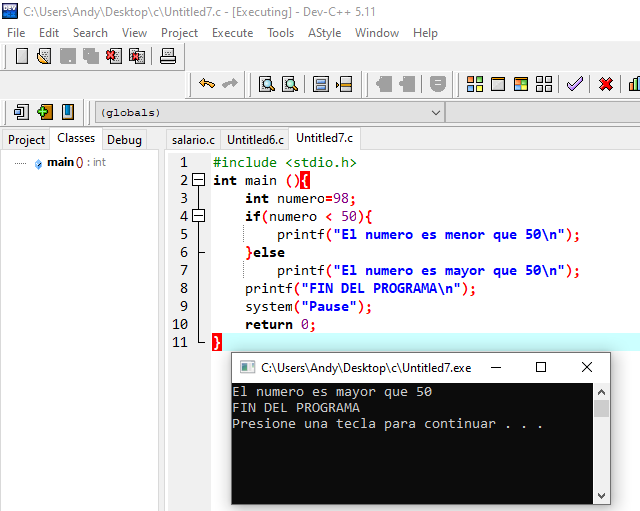 C:\Users\Andy\Desktop\c\Untitled7.c - [Executing] - Dev-C++ 5.11
File Edit Search View Project Execute Tools AStyle Window Help
(globals)
Project Classes Debug
salario.c Untitled6.c Untitled7.c
main () : int
1 #include <stdio.h>
2 int main (){
3 int numero=98;
4 if(numero < 50){
5 printf("El numero es menor que 50\n");
6 }else
7 printf("El numero es mayor que 50\n");
8 printf("FIN DEL PROGRAMA\n");
9 system("Pause");
10 return 0;
11 }
C:\Users\Andy\Desktop\c\Untitled7.exe
El numero es mayor que 50
FIN DEL PROGRAMA
Presione una tecla para continuar . . .